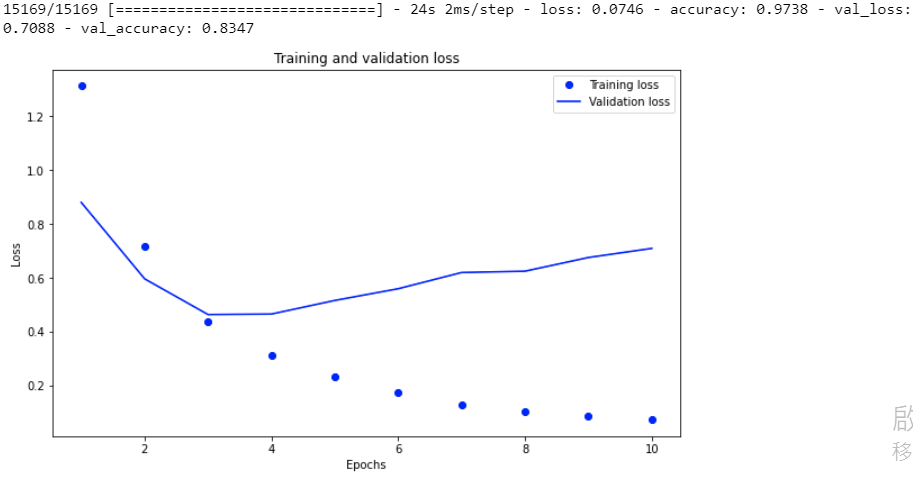 15169/15169 [==============================] - 24s 2ms/step - loss: 0.0746 - accuracy: 0.9738 - val_loss:
0.7088 - val_accuracy: 0.8347
Training and validation loss
Training loss
Validation loss
1.2
1.0
0.8
0.6
0.4
0.2
Loss
2
4
6
8
10
Epochs
啟
移